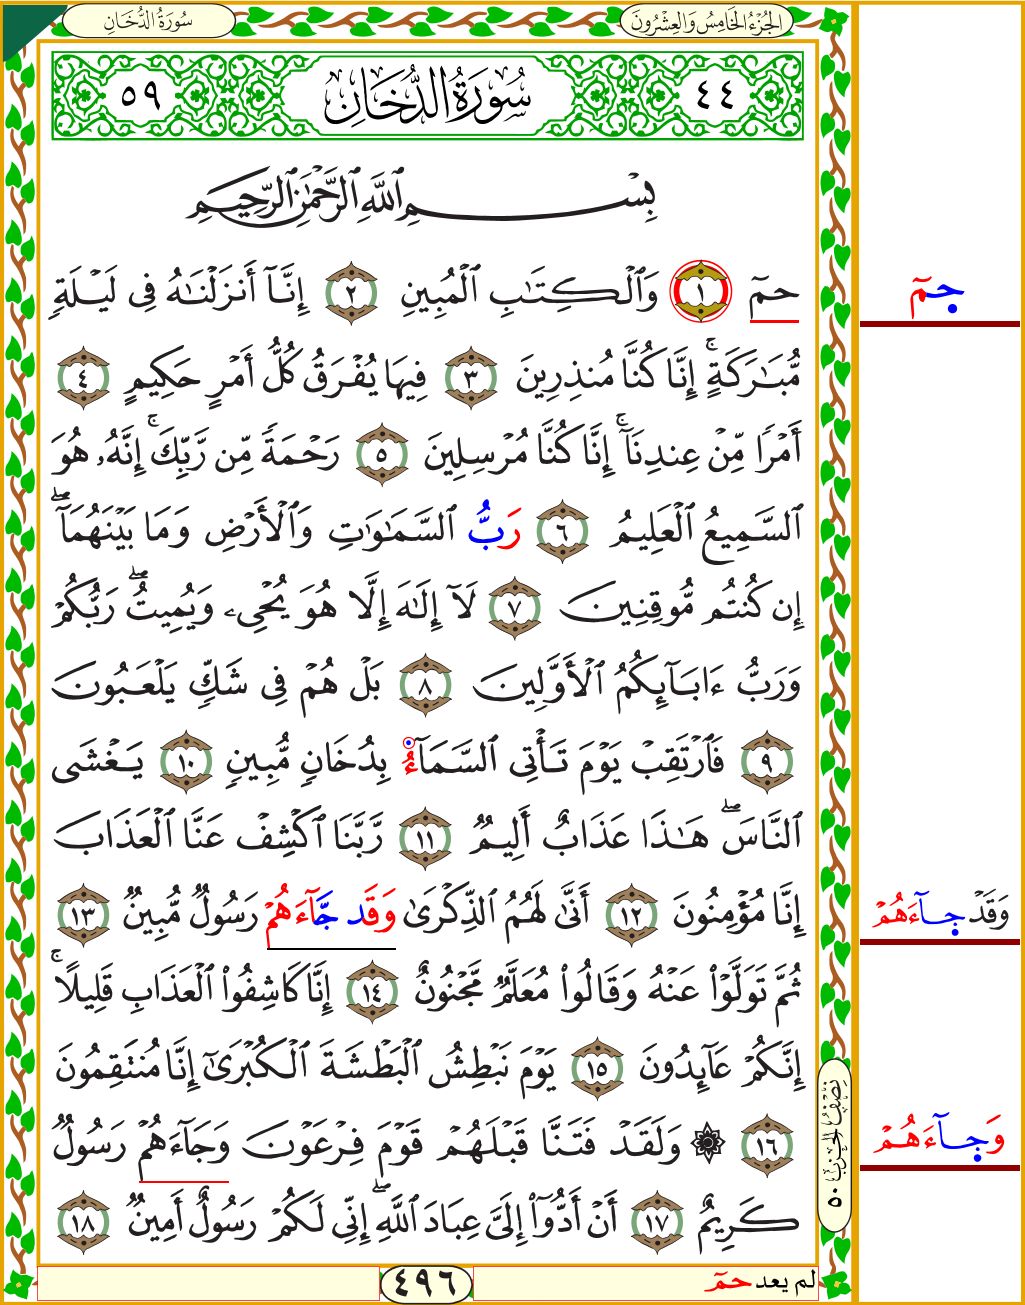 سُورَةُ الدُّخَانِ
الجُزْءُ الخَامِسُ وَالعِشْرُونَ
٤٤ سُورَةُ الدُّخَانِ ٥٩
بِسْمِ ٱللَّهِ ٱلرَّحْمَٰنِ ٱلرَّحِيمِ
حمٓ ١ وَٱلْكِتَٰبِ ٱلْمُبِينِ ٢ إِنَّآ أَنزَلْنَٰهُ فِى لَيْلَةٍ
مُّبَٰرَكَةٍۚ إِنَّا كُنَّا مُنذِرِينَ ٣ فِيهَا يُفْرَقُ كُلُّ أَمْرٍ حَكِيمٍ ٤
أَمْرًا مِّنْ عِندِنَآۚ إِنَّا كُنَّا مُرْسِلِينَ ٥ رَحْمَةً مِّن رَّبِّكَۚ إِنَّهُۥ هُوَ
ٱلسَّمِيعُ ٱلْعَلِيمُ ٦ رَبُّ ٱلسَّمَٰوَٰتِ وَٱلْأَرْضِ وَمَا بَيْنَهُمَآۖ
إِن كُنتُم مُّوقِنِينَ ٧ لَآ إِلَٰهَ إِلَّا هُوَ يُحْىِۦ وَيُمِيتُۖ رَبُّكُمْ
وَرَبُّ ءَابَآئِكُمُ ٱلْأَوَّلِينَ ٨ بَلْ هُمْ فِى شَكٍّ يَلْعَبُونَ
٩ فَٱرْتَقِبْ يَوْمَ تَأْتِى ٱلسَّمَآءُ بِدُخَانٍ مُّبِينٍ ١٠ يَغْشَى
ٱلنَّاسَۖ هَٰذَا عَذَابٌ أَلِيمٌ ١١ رَّبَّنَا ٱكْشِفْ عَنَّا ٱلْعَذَابَ
إِنَّا مُؤْمِنُونَ ١٢ أَنَّىٰ لَهُمُ ٱلذِّكْرَىٰ وَقَد جَّآءَهُمْ رَسُولٌ مُّبِينٌ ١٣
ثُمَّ تَوَلَّوْا۟ عَنْهُ وَقَالُوا۟ مُعَلَّمٌ مَّجْنُونٌ ١٤ إِنَّا كَاشِفُوا۟ ٱلْعَذَابِ قَلِيلًاۚ
إِنَّكُمْ عَآئِدُونَ ١٥ يَوْمَ نَبْطِشُ ٱلْبَطْشَةَ ٱلْكُبْرَىٰٓ إِنَّا مُنتَقِمُونَ
١٦ ۞ وَلَقَدْ فَتَنَّا قَبْلَهُمْ قَوْمَ فِرْعَوْنَ وَجَآءَهُمْ رَسُولٌ
كَرِيمٌ ١٧ أَنْ أَدُّوٓا۟ إِلَىَّ عِبَادَ ٱللَّهِۖ إِنِّى لَكُمْ رَسُولٌ أَمِينٌ ١٨
جمٓ
وَقَدْ جِآءَهُمْ
وَجِآءَهُمْ
نِصْفُ الحِزْبِ ٥٠
لم يعد حمٓ
٤٩٦